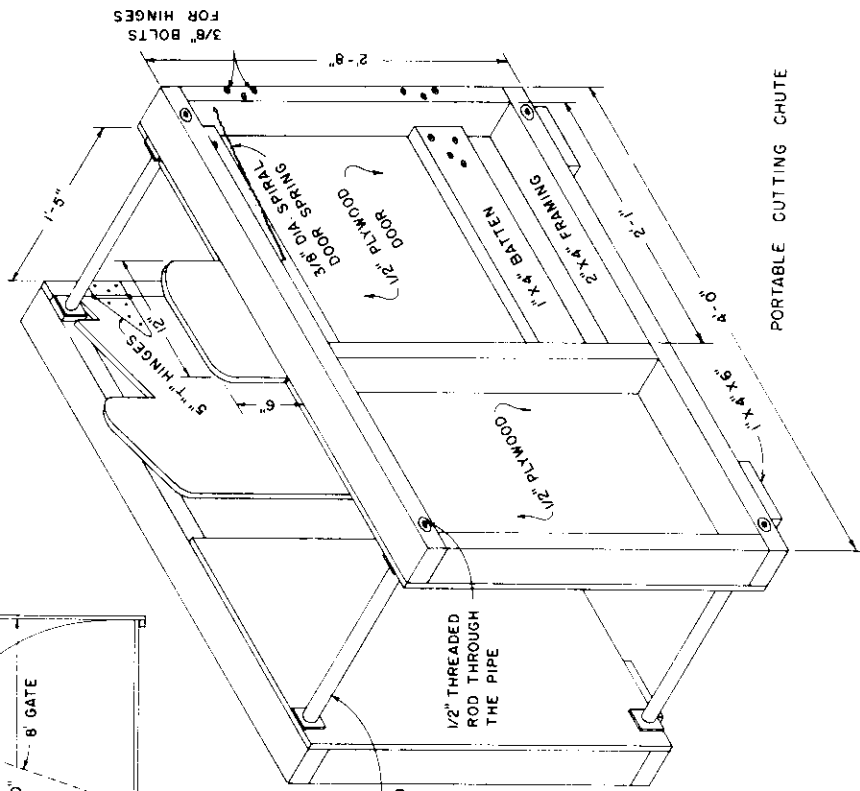 3/8" BOLTS
FOR HINGES
2'-8"
1'-5"
3/8" DIA. SPIRAL
DOOR SPRING
1/2" PLYWOOD
DOOR
1"X4" BATTEN
2"X4" FRAMING
2'-1"
4'-0"
1"X4"X6"
12"
5" "T" HINGES
6"
1/2" PLYWOOD
1/2" THREADED
ROD THROUGH
THE PIPE
8' GATE
PORTABLE CUTTING CHUTE